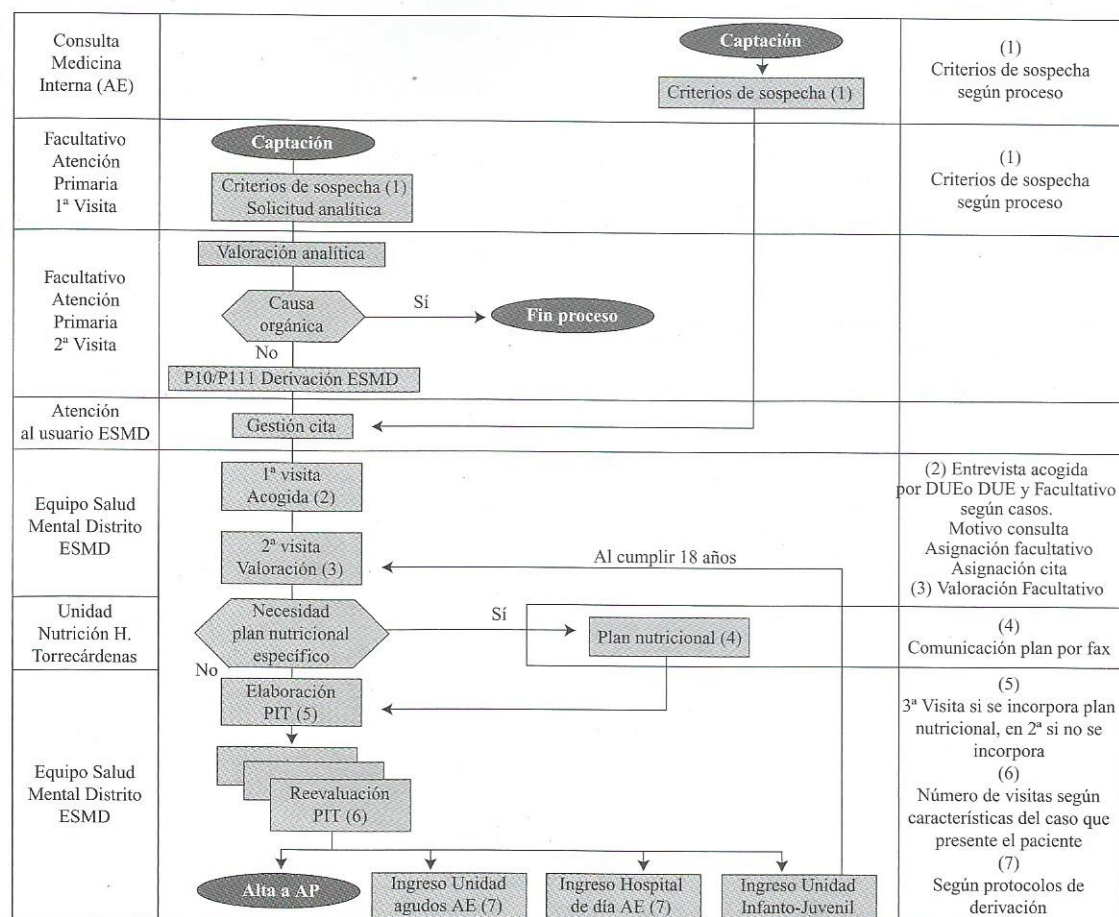 Consulta
Medicina
Interna (AE)
Captación
Criterios de sospecha (1)
(1)
Criterios de sospecha
según proceso
Facultativo
Atención
Primaria
1ª Visita
Captación
Criterios de sospecha (1)
Solicitud analítica
(1)
Criterios de sospecha
según proceso
Facultativo
Atención
Primaria
2ª Visita
Valoración analítica
Causa
orgánica
Sí
Fin proceso
No
P10/P111 Derivación ESMD
Atención
al usuario ESMD
Gestión cita
Equipo Salud
Mental Distrito
ESMD
1ª visita
Acogida (2)
2ª visita
Valoración (3)
Al cumplir 18 años
(2) Entrevista acogida
por DUEo DUE y Facultativo
según casos.
Motivo consulta
Asignación facultativo
Asignación cita
(3) Valoración Facultativo
Unidad
Nutrición H.
Torrecárdenas
Necesidad
plan nutricional
específico
Sí
Plan nutricional (4)
No
(4)
Comunicación plan por fax
Equipo Salud
Mental Distrito
ESMD
Elaboración
PIT (5)
Reevaluación
PIT (6)
Alta a AP
Ingreso Unidad
agudos AE (7)
Ingreso Hospital
de día AE (7)
Ingreso Unidad
Infanto-Juvenil
(5)
3ª Visita si se incorpora plan
nutricional, en 2ª si no se
incorpora
(6)
Número de visitas según
características del caso que
presente el paciente
(7)
Según protocolos de
derivación